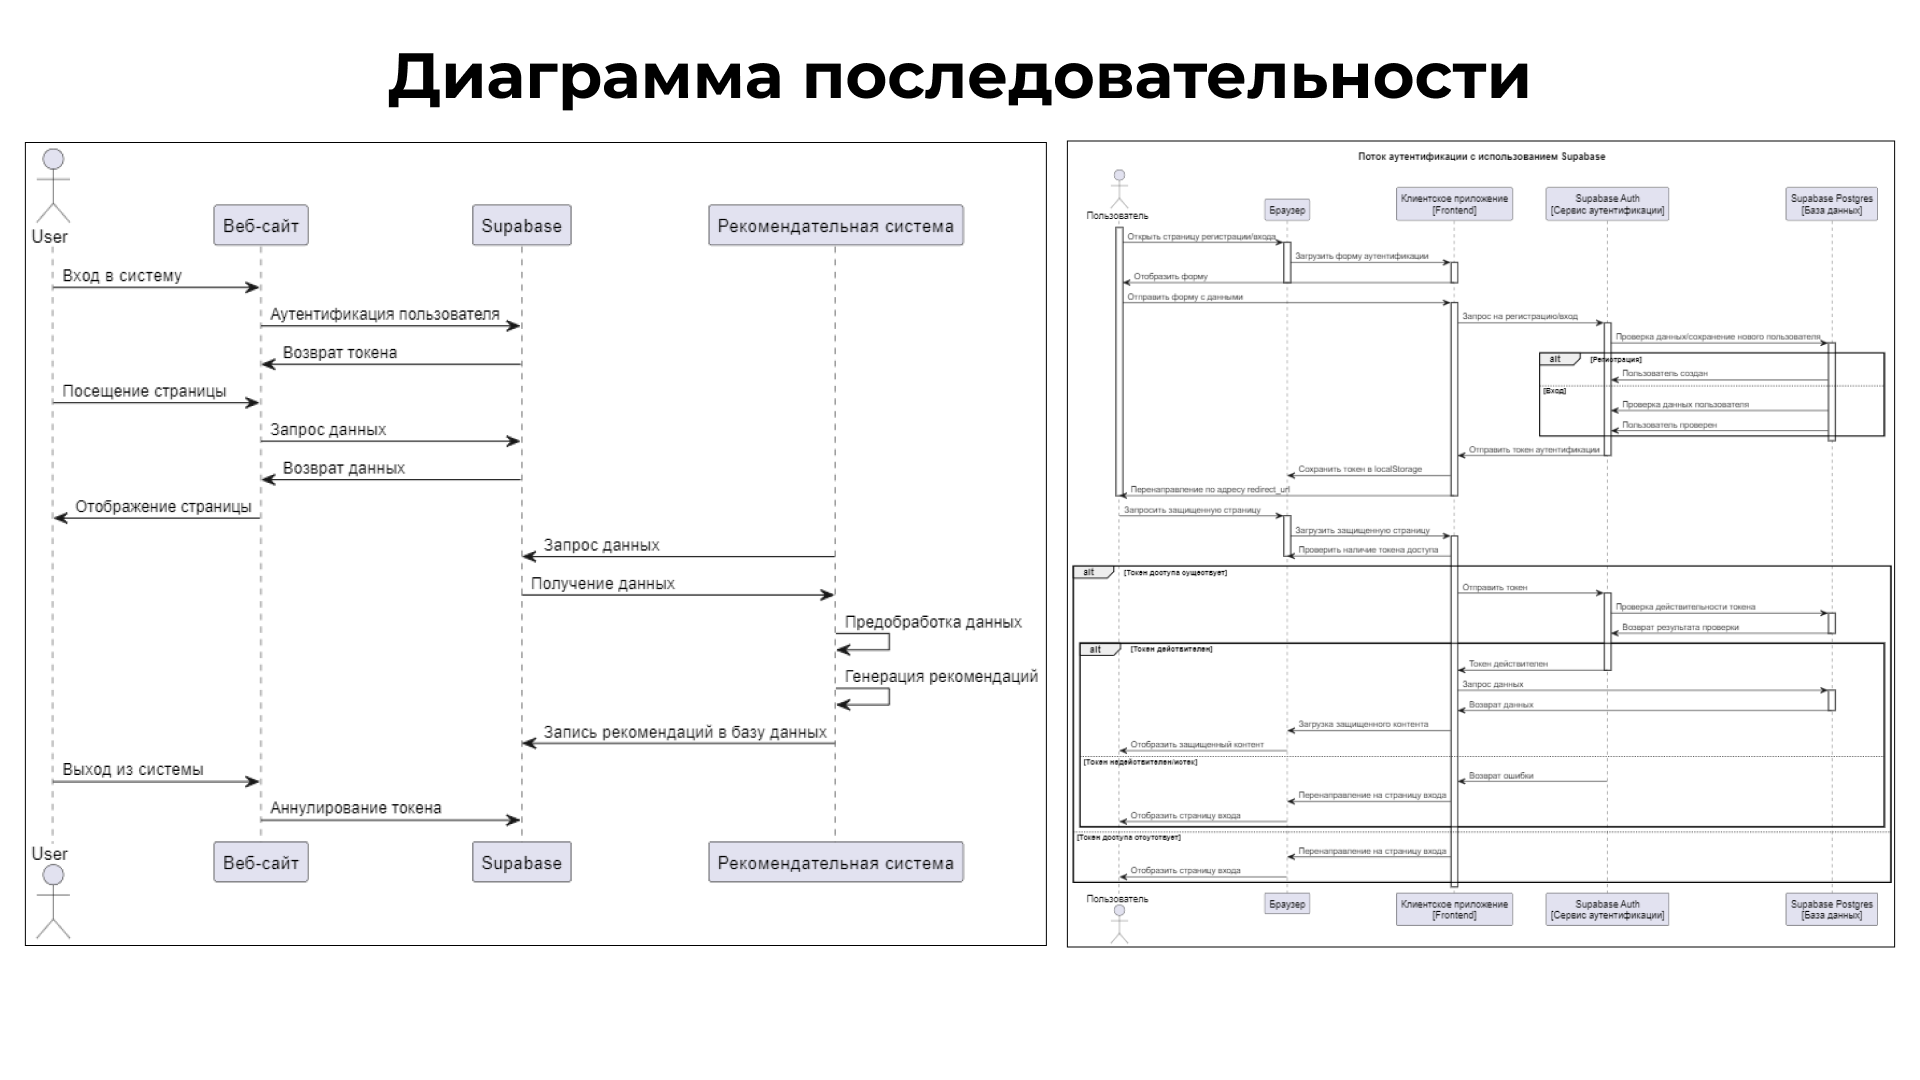 Диаграмма последовательности
User
Веб-сайт
Supabase
Рекомендательная система
Вход в систему
Аутентификация пользователя
Возврат токена
Посещение страницы
Запрос данных
Возврат данных
Отображение страницы
Запрос данных
Получение данных
Предобработка данных
Генерация рекомендаций
Запись рекомендаций в базу данных
Выход из системы
Аннулирование токена
User
Веб-сайт
Supabase
Рекомендательная система
Поток аутентификации с использованием Supabase
Пользователь
Браузер
Клиентское приложение
[Frontend]
Supabase Auth
[Сервис аутентификации]
Supabase Postgres
[База данных]
Открыть страницу регистрации/входа
Загрузить форму аутентификации
Отобразить форму
Отправить форму с данными
Запрос на регистрацию/вход
Проверка данных/сохранение нового пользователя
alt
[Регистрация]
Пользователь создан
[Вход]
Проверка данных пользователя
Пользователь проверен
Отправить токен аутентификации
Сохранить токен в localStorage
Перенаправление по адресу redirect_url
Запросить защищенную страницу
Загрузить защищенную страницу
Проверить наличие токена доступа
alt
[Токен доступа существует]
Отправить токен
Проверка действительности токена
Возврат результата проверки
alt
[Токен действителен]
Токен действителен
Запрос данных
Возврат данных
Загрузка защищенного контента
Отобразить защищенный контент
[Токен недействителен/истек]
Возврат ошибки
Перенаправление на страницу входа
Отобразить страницу входа
[Токен доступа отсутствует]
Перенаправление на страницу входа
Отобразить страницу входа
Пользователь
Браузер
Клиентское приложение
[Frontend]
Supabase Auth
[Сервис аутентификации]
Supabase Postgres
[База данных]